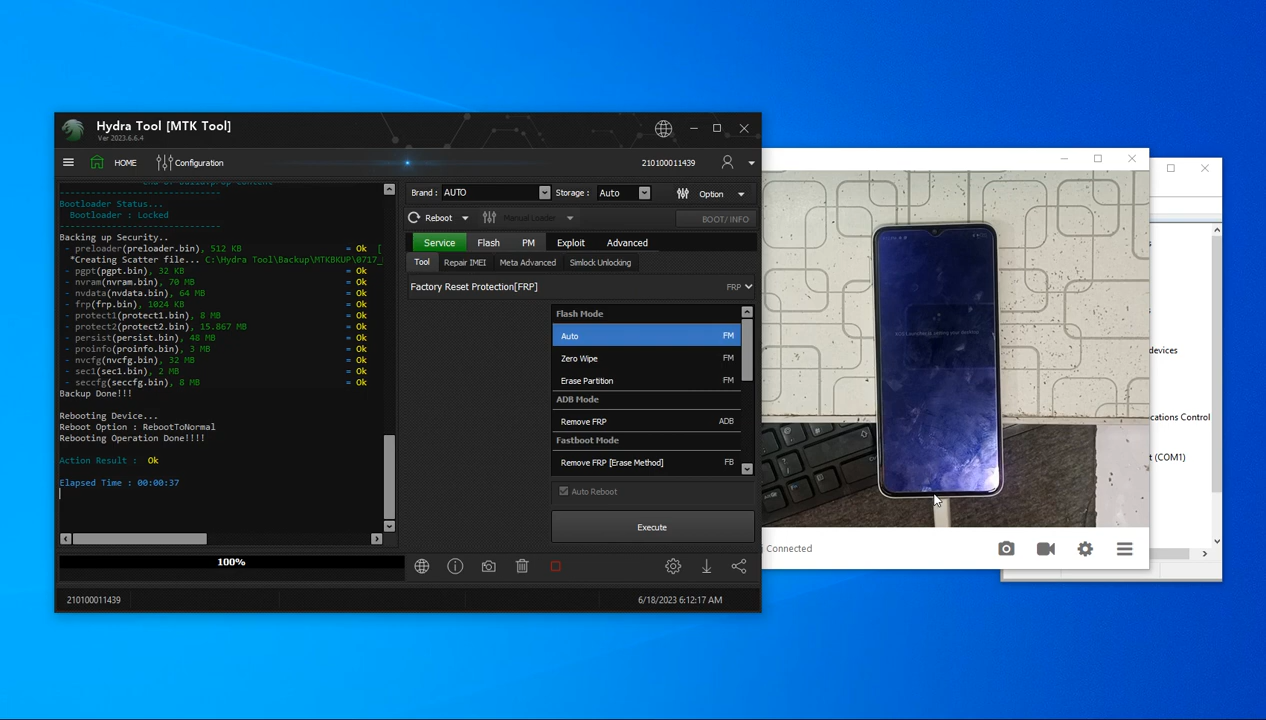 Hydra Tool [MTK Tool]
Ver 2023.6.6.4
HOME
Configuration
210100011439
End of build.prop content
Bootloader Status...
Bootloader : Locked
Backing up Security..
- preloader(preloader.bin), 512 KB = Ok [
*Creating Scatter file... C:\Hydra Tool\Backup\MTKBKUP\0717_
- pgpt(pgpt.bin), 32 KB = Ok
- nvram(nvram.bin), 70 MB = Ok
- nvdata(nvdata.bin), 64 MB = Ok
- frp(frp.bin), 1024 KB = Ok
- protect1(protect1.bin), 8 MB = Ok
- protect2(protect2.bin), 15.867 MB = Ok
- persist(persist.bin), 48 MB = Ok
- proinfo(proinfo.bin), 3 MB = Ok
- nvcfg(nvcfg.bin), 32 MB = Ok
- sec1(sec1.bin), 2 MB = Ok
- seccfg(seccfg.bin), 8 MB = Ok
Backup Done!!!
Rebooting Device...
Reboot Option : RebootToNormal
Rebooting Operation Done!!!!
Action Result : Ok
Elapsed Time : 00:00:37
100%
Brand : AUTO Storage : Auto Option
Reboot Manual Loader BOOT/ INFO
Service Flash PM Exploit Advanced
Tool Repair IMEI Meta Advanced Simlock Unlocking
Factory Reset Protection[FRP] FRP
Flash Mode
Auto FM
Zero Wipe FM
Erase Partition FM
ADB Mode
Remove FRP ADB
Fastboot Mode
Remove FRP [Erase Method] FB
Auto Reboot
Execute
210100011439
6/18/2023 6:12:17 AM
Connected
devices
cations Control
t (COM1)